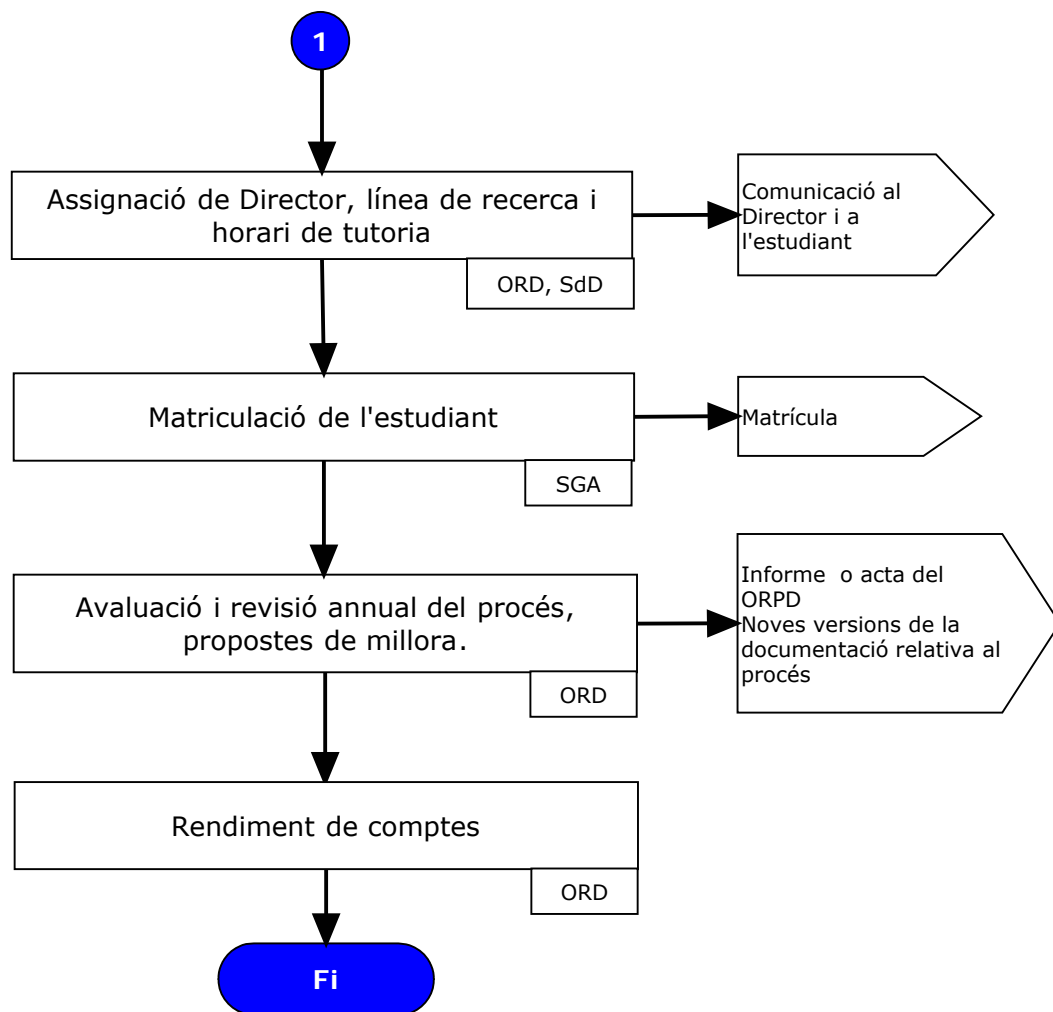 1
Assignació de Director, línea de recerca i
horari de tutoria
ORD, SdD
Comunicació al
Director i a
l'estudiant
Matriculació de l'estudiant
SGA
Matrícula
Avaluació i revisió annual del procés,
propostes de millora.
ORD
Informe o acta del
ORPD
Noves versions de la
documentació relativa al
procés
Rendiment de comptes
ORD
Fi